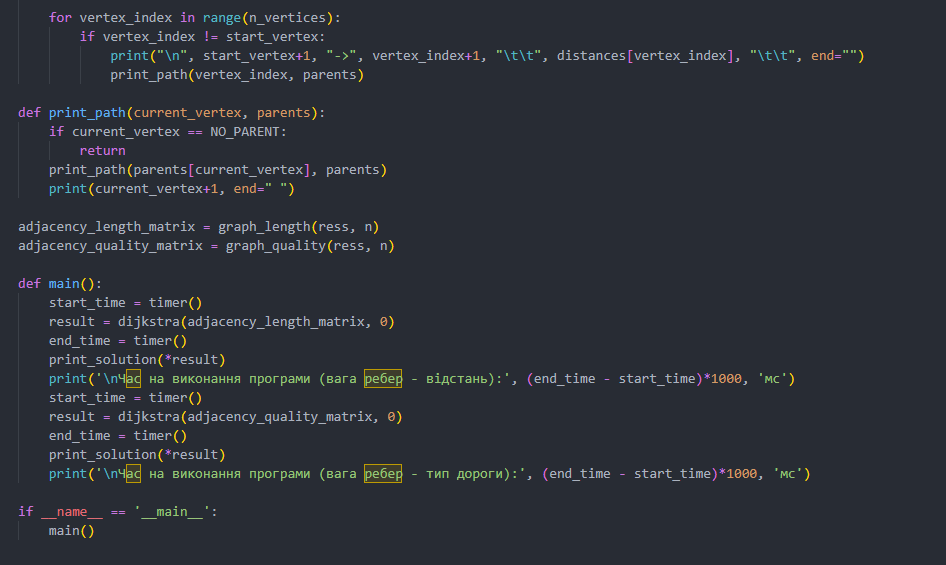 for vertex_index in range(n_vertices):
if vertex_index != start_vertex:
print("\n", start_vertex+1, "->", vertex_index+1, "\t\t", distances[vertex_index], "\t\t", end="")
print_path(vertex_index, parents)
def print_path(current_vertex, parents):
if current_vertex == NO_PARENT:
return
print_path(parents[current_vertex], parents)
print(current_vertex+1, end=" ")
adjacency_length_matrix = graph_length(ress, n)
adjacency_quality_matrix = graph_quality(ress, n)
def main():
start_time = timer()
result = dijkstra(adjacency_length_matrix, 0)
end_time = timer()
print_solution(*result)
print('\nЧас на виконання програми (вага ребер - відстань):', (end_time - start_time)*1000, 'мс')
start_time = timer()
result = dijkstra(adjacency_quality_matrix, 0)
end_time = timer()
print_solution(*result)
print('\nЧас на виконання програми (вага ребер - тип дороги):', (end_time - start_time)*1000, 'мс')
if __name__ == '__main__':
main()